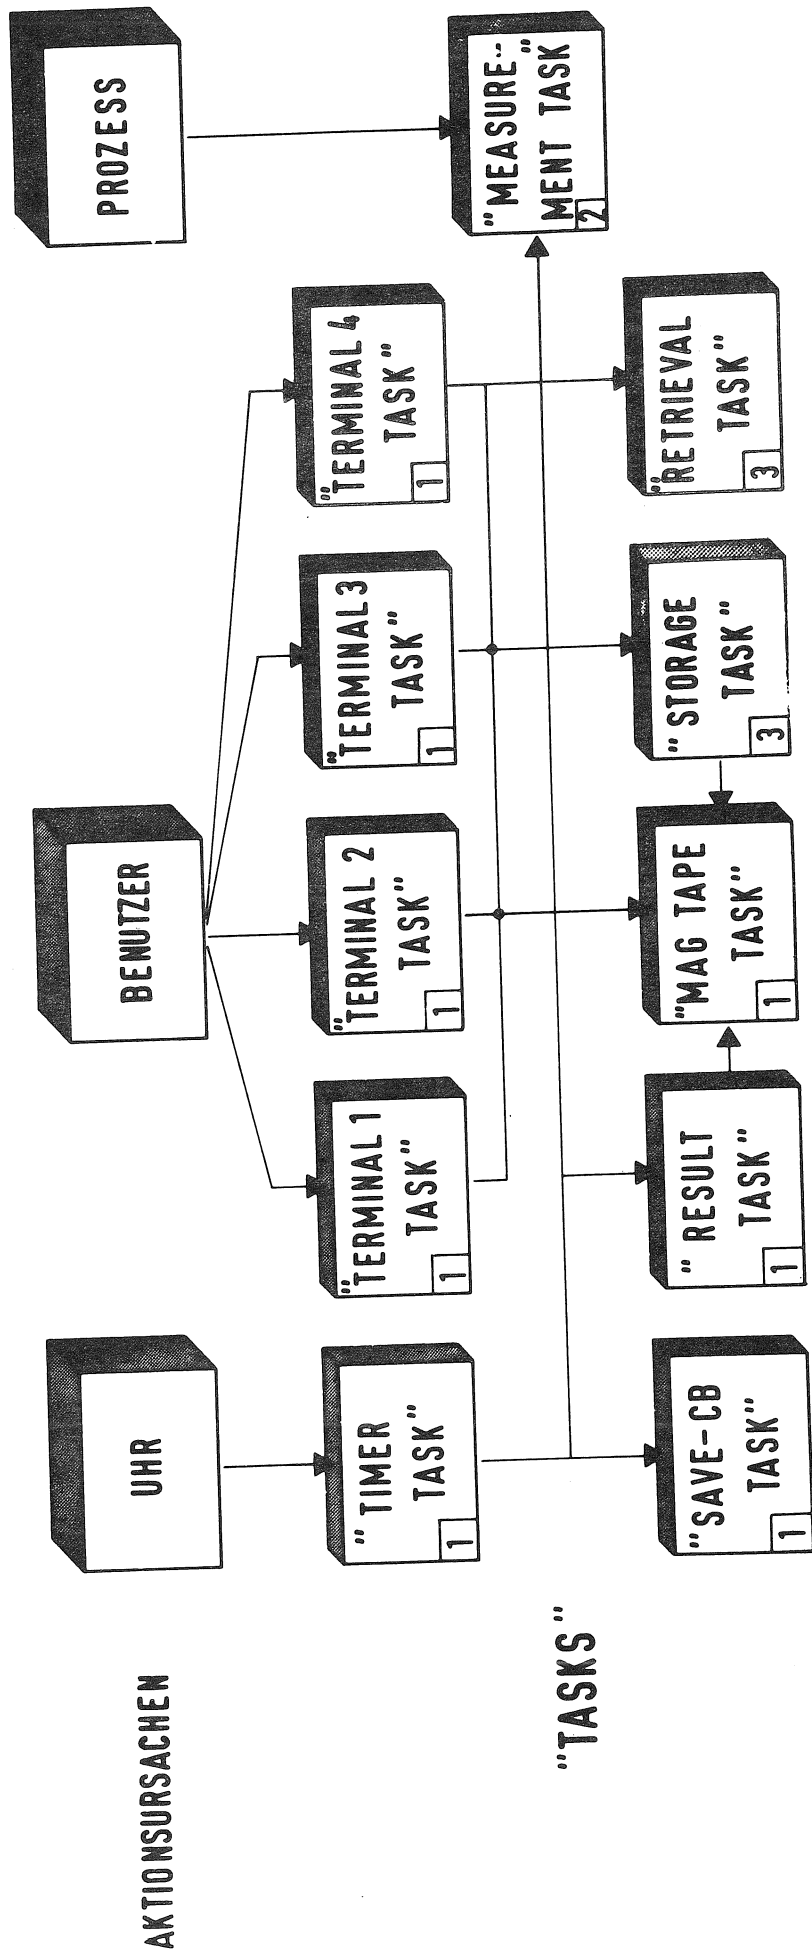 AKTIONSURSACHEN
UHR
BENUTZER
PROZESS
"TASKS"
" TIMER
TASK"
1
"TERMINAL 1
TASK"
1
"TERMINAL 2
TASK"
1
"TERMINAL 3
TASK"
1
"TERMINAL 4
TASK"
1
"MEASURE-
MENT TASK"
2
"SAVE-CB
TASK"
1
" RESULT
TASK"
1
"MAG TAPE
TASK"
1
" STORAGE
TASK"
3
"RETRIEVAL
TASK"
3